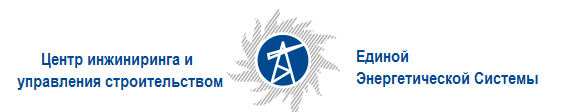 Центр инжиниринга и
управления строительством
Единой
Энергетической Системы